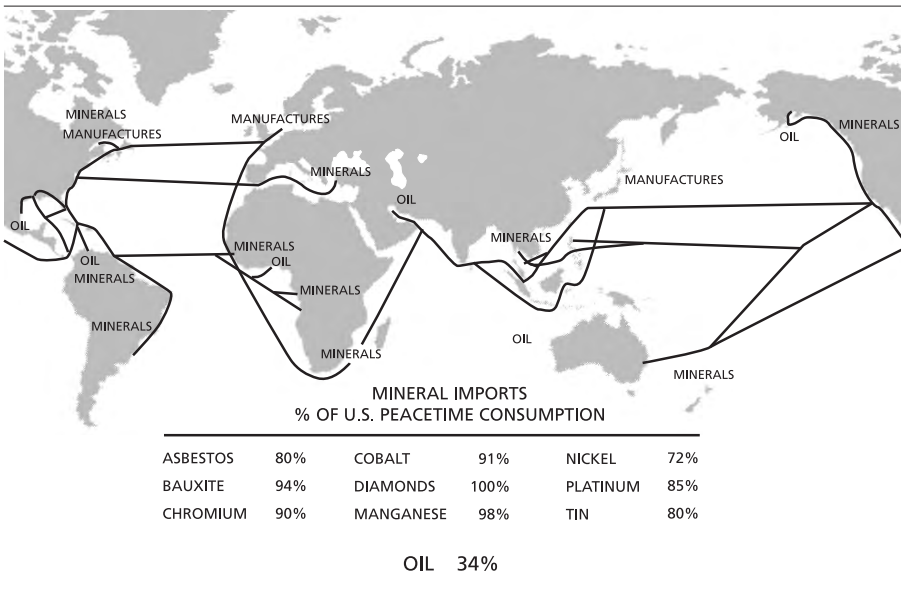 MINERALS
MANUFACTURES
MANUFACTURES
MINERALS
OIL
MINERALS
OIL
MANUFACTURES
MINERALS
OIL
OIL
MINERALS
MINERALS
OIL
MINERALS
MINERALS
MINERALS
OIL
MINERALS
MINERAL IMPORTS
% OF U.S. PEACETIME CONSUMPTION
ASBESTOS 80% COBALT 91% NICKEL 72%
BAUXITE 94% DIAMONDS 100% PLATINUM 85%
CHROMIUM 90% MANGANESE 98% TIN 80%
OIL 34%